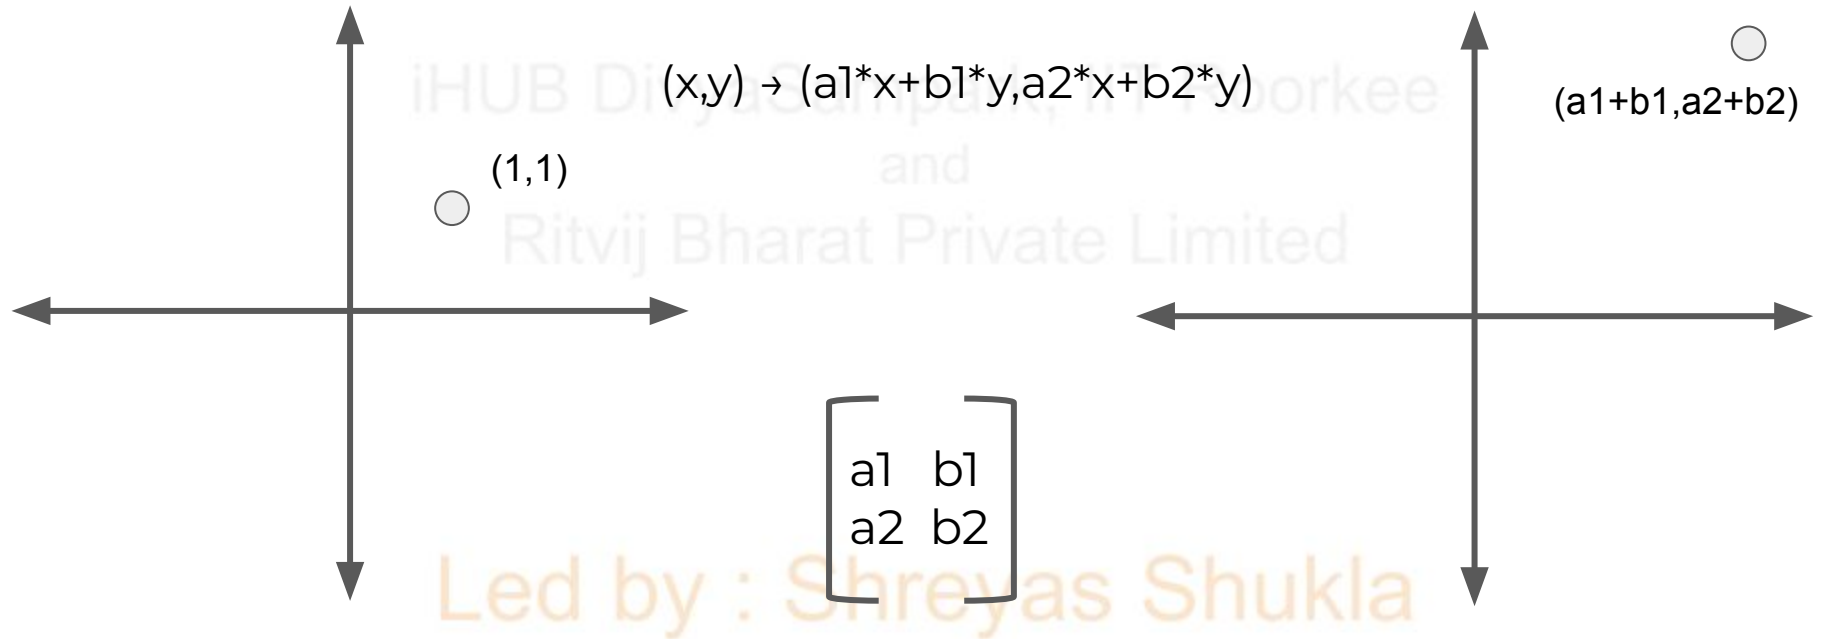 iHUB DivyaSampark, IIT Roorkee
(x,y) → (a1*x+b1*y,a2*x+b2*y)
(a1+b1,a2+b2)
(1,1)
and
Ritvij Bharat Private Limited
a1 b1
a2 b2
Led by : Shreyas Shukla